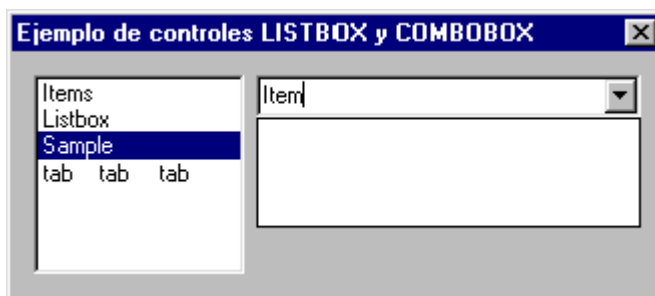 Ejemplo de controles LISTBOX y COMBOBOX
Items
Listbox
Sample
tab tab tab
Item